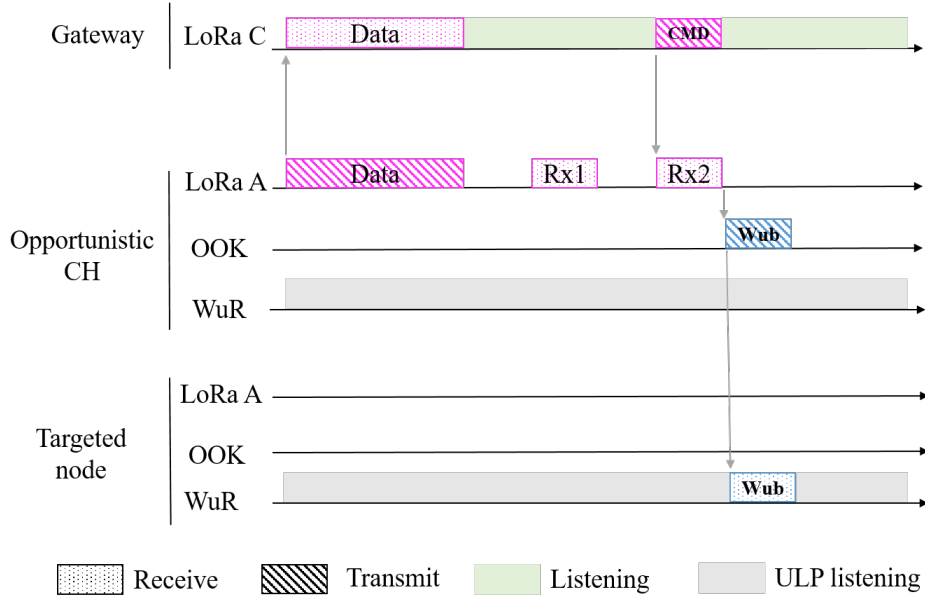 Gateway
LoRa C
Data
CMD
LoRa A
Data
Rx1
Rx2
Opportunistic
CH
OOK
Wub
WuR
LoRa A
Targeted
node
OOK
WuR
Wub
Receive
Transmit
Listening
ULP listening